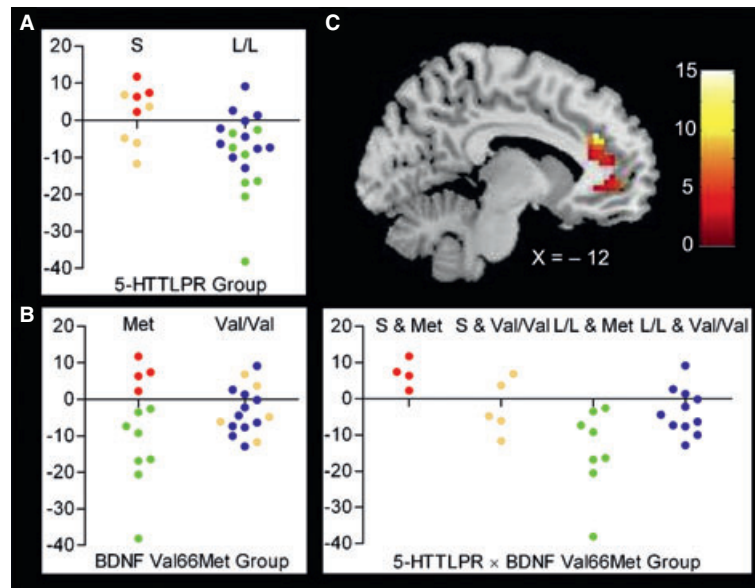 A
S L/L
20
10
0
-10
-20
-30
-40
5-HTTLPR Group
C
15
10
5
0
X = – 12
B
Met Val/Val
20
10
0
-10
-20
-30
-40
BDNF Val66Met Group
S & Met S & Val/Val L/L & Met L/L & Val/Val
20
10
0
-10
-20
-30
-40
5-HTTLPR × BDNF Val66Met Group